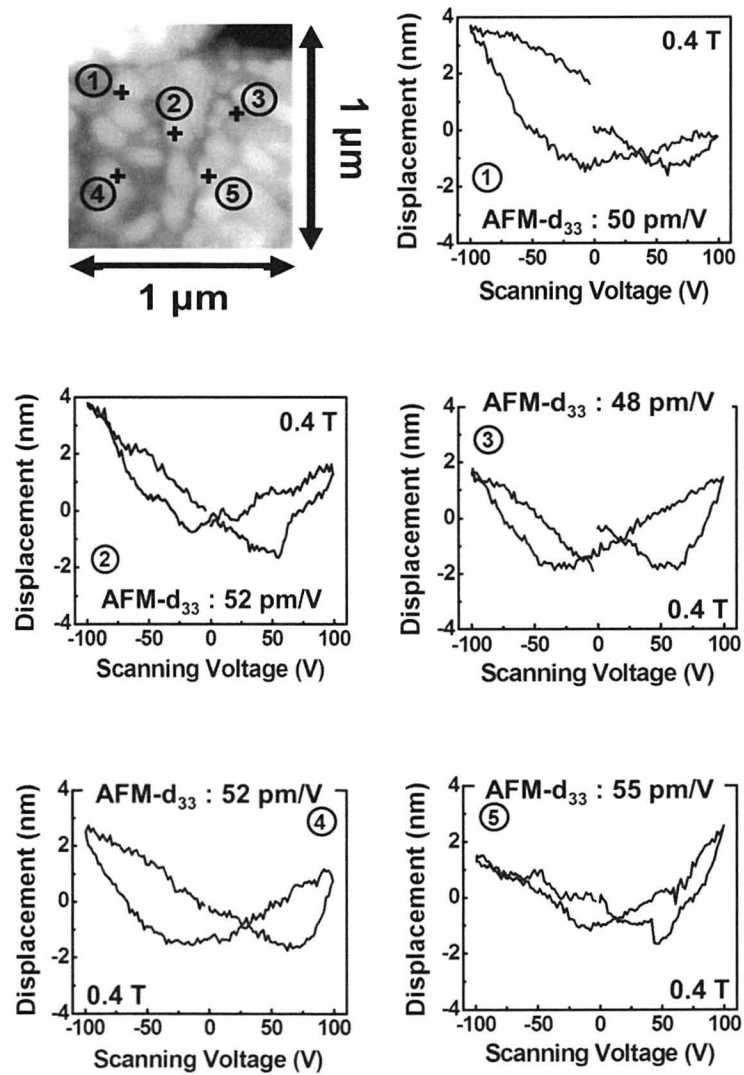 ①
②
③
④
⑤
1 µm
1 µm
Displacement (nm)
4
2
0
-2
-4
0.4 T
①
AFM-d₃₃ : 50 pm/V
-100 -50 0 50 100
Scanning Voltage (V)
Displacement (nm)
4
2
0
-2
-4
0.4 T
②
AFM-d₃₃ : 52 pm/V
-100 -50 0 50 100
Scanning Voltage (V)
Displacement (nm)
4
2
0
-2
-4
AFM-d₃₃ : 48 pm/V
③
0.4 T
-100 -50 0 50 100
Scanning Voltage (V)
Displacement (nm)
4
2
0
-2
-4
AFM-d₃₃ : 52 pm/V
④
0.4 T
-100 -50 0 50 100
Scanning Voltage (V)
Displacement (nm)
4
2
0
-2
-4
AFM-d₃₃ : 55 pm/V
⑤
0.4 T
-100 -50 0 50 100
Scanning Voltage (V)